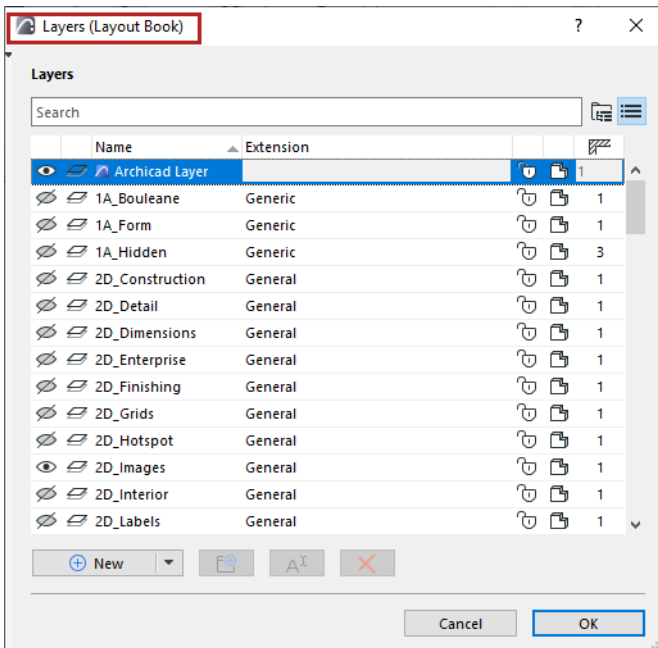 Layers (Layout Book) ?
Layers
Search
Name Extension
Archicad Layer 1
1A_Bouleane Generic 1
1A_Form Generic 1
1A_Hidden Generic 3
2D_Construction General 1
2D_Detail General 1
2D_Dimensions General 1
2D_Enterprise General 1
2D_Finishing General 1
2D_Grids General 1
2D_Hotspot General 1
2D_Images General 1
2D_Interior General 1
2D_Labels General 1
New
Cancel OK